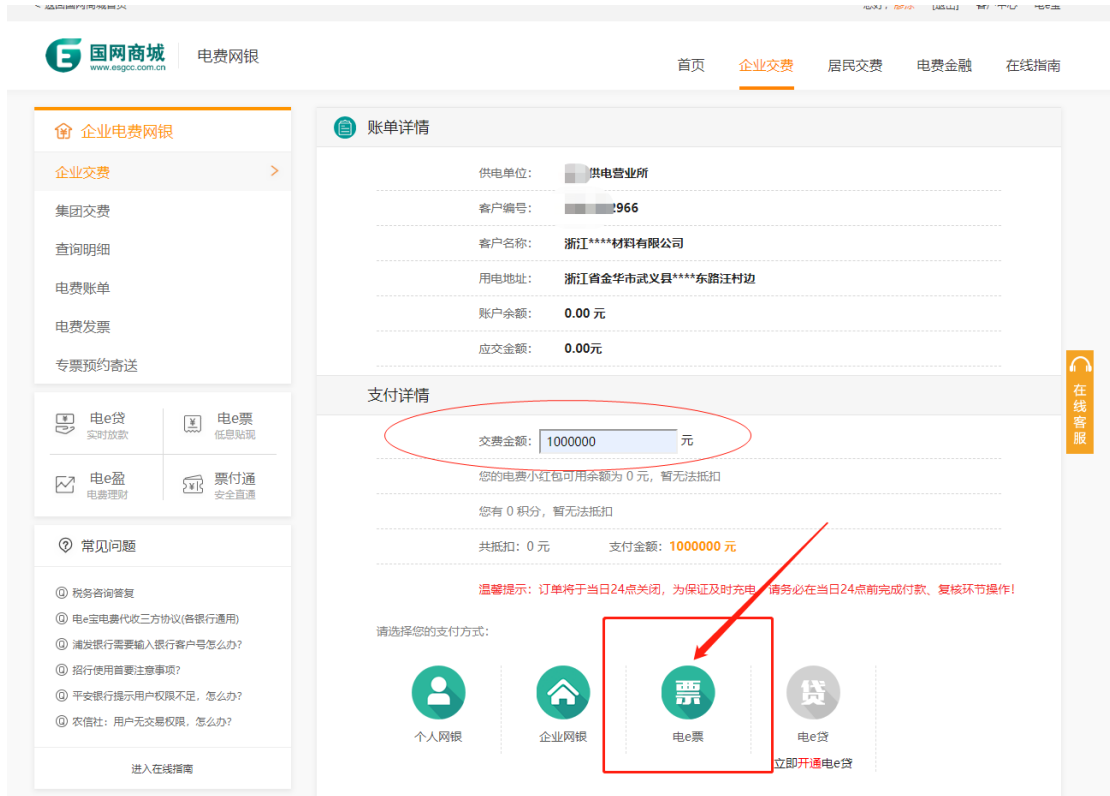 国网商城
www.esgcc.com.cn
电费网银
首页 企业交费 居民交费 电费金融 在线指南
企业电费网银
企业交费
集团交费
查询明细
电费账单
电费发票
专票预约寄送
电e贷
实时放款
电e票
低息贴现
电e盈
电费理财
票付通
安全直通
常见问题
税务咨询答复
电e宝电费代收三方协议(各银行通用)
浦发银行需要输入银行客户号怎么办?
招行使用首要注意事项?
平安银行提示用户权限不足，怎么办?
农信社：用户无交易权限，怎么办?
进入在线指南
账单详情
供电单位： 供电营业所
客户编号： 2966
客户名称： 浙江****材料有限公司
用电地址： 浙江省金华市武义县****东路汪村边
账户余额： 0.00 元
应交金额： 0.00元
支付详情
交费金额： 1000000 元
您的电费小红包可用余额为 0 元，暂无法抵扣
您有 0 积分，暂无法抵扣
共抵扣：0 元 支付金额：1000000 元
温馨提示：订单将于当日24点关闭，为保证及时充电，请务必在当日24点前完成付款、复核环节操作!
请选择您的支付方式：
个人网银
企业网银
票
电e票
贷
电e贷
立即开通电e贷
在线客服